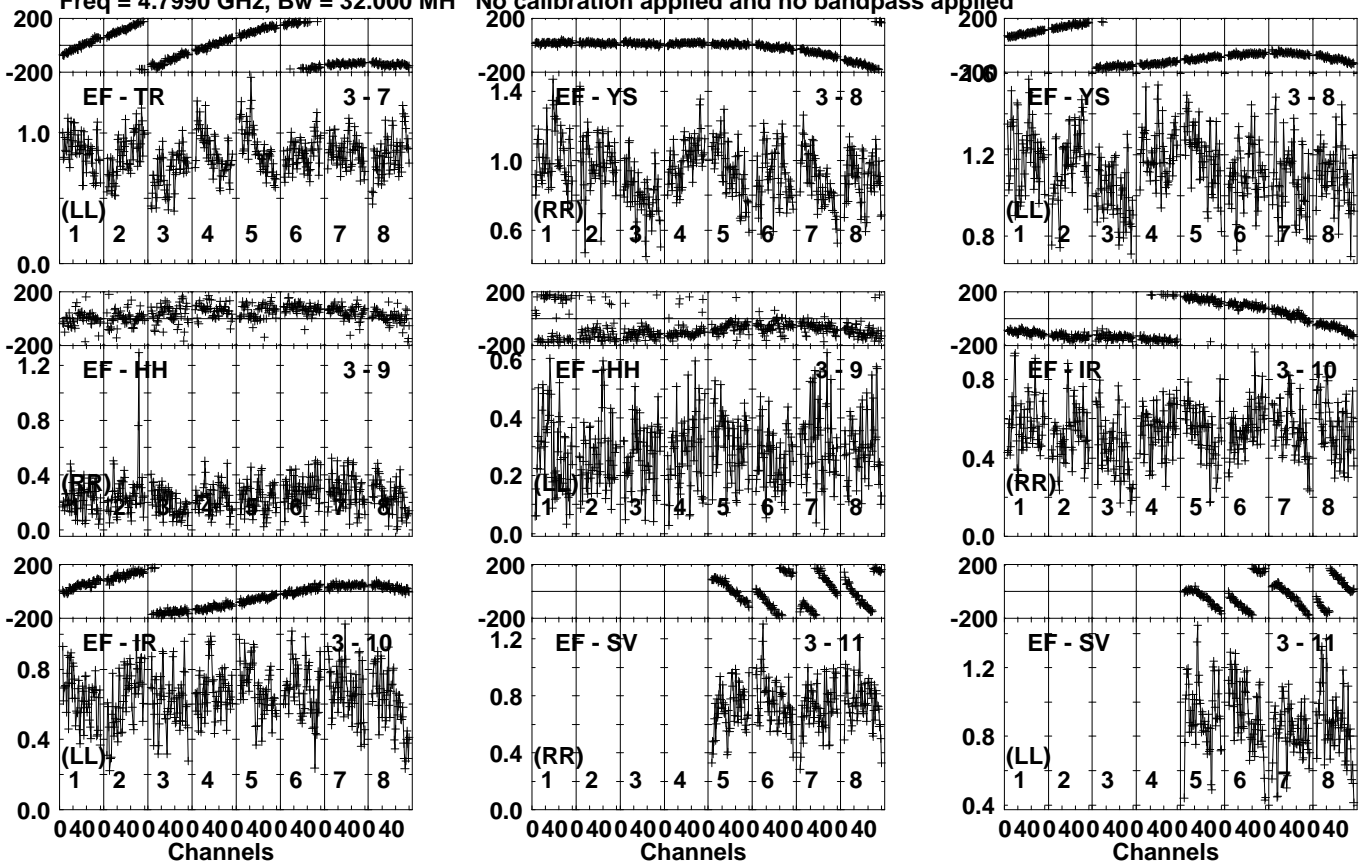 Freq = 4.7990 GHz, Bw = 32.000 MH No calibration applied and no bandpass applied
200 200 200
-200 -200 -200
1.6
EF - TR 3 - 7 EF - YS 3 - 8 EF - YS 3 - 8
1.4
1.0 1.0 1.2
(LL) (RR) (LL)
1 2 3 4 5 6 7 8 1 2 3 4 5 6 7 8 1 2 3 4 5 6 7 8
0.6 0.8
0.0
200 200 200
-200 -200 -200
EF - HH 3 - 9 EF - HH 3 - 9 EF - IR 3 - 10
1.2 0.6 0.8
0.8 0.4
0.4 0.2 0.4
(RR) (LL) (RR)
1 2 3 4 5 6 7 8 1 2 3 4 5 6 7 8 1 2 3 4 5 6 7 8
0.0 0.0 0.0
200 200 200
-200 -200 -200
EF - IR 3 - 10 EF - SV 3 - 11 EF - SV 3 - 11
1.2 1.2
0.8 0.8 0.8
0.4 0.4
(LL) (RR) (LL)
1 2 3 4 5 6 7 8 1 2 3 4 5 6 7 8 1 2 3 4 5 6 7 8
0.0 0.0 0.4
0 40 0 40 0 40 0 40 0 40 0 40 0 40 0 40 0 40 0 40 0 40 0 40 0 40 0 40 0 40 0 40 0 40 0 40 0 40 0 40 0 40 0 40 0 40 0 40
Channels Channels Channels